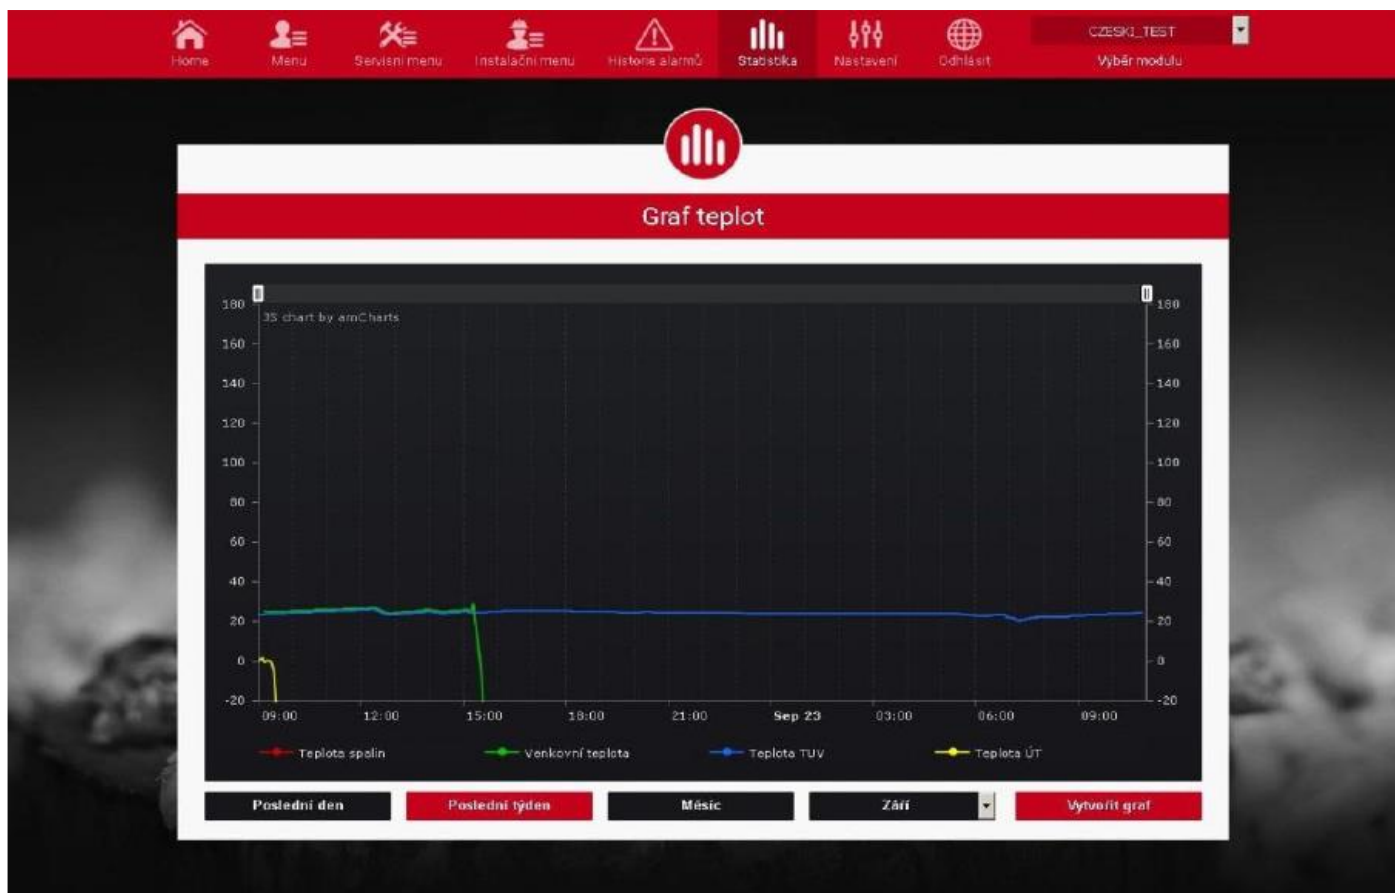 CZESKI_TEST
Home Menu Servisní menu Instalační menu Historie alarmů Statistika Nastavení Odhlásit Výběr modulu
Graf teplot
JS chart by amCharts
180 180
160 160
140 140
120 120
100 100
80 80
60 60
40 40
20 20
0 0
-20 -20
09:00 12:00 15:00 18:00 21:00 Sep 23 03:00 06:00 09:00
Teplota spalin Venkovní teplota Teplota TUV Teplota ÚT
Poslední den Poslední týden Měsíc Září Vytvořit graf